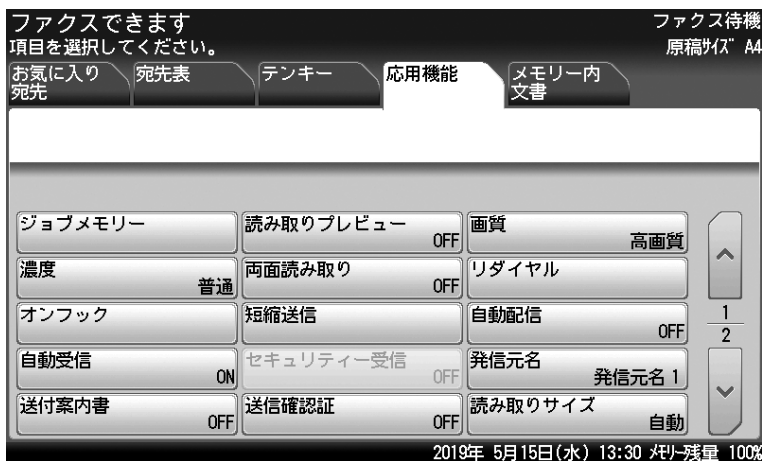 ファクスできます
ファクス待機
項目を選択してください。
原稿ｻｲｽﾞ A4
お気に入り
宛先
宛先表
テンキー
応用機能
メモリー内
文書
ジョブメモリー
読み取りプレビュー
OFF
画質
高画質
濃度
普通
両面読み取り
OFF
リダイヤル
オンフック
短縮送信
自動配信
OFF
1
2
自動受信
ON
セキュリティー受信
OFF
発信元名
発信元名 1
送付案内書
OFF
送信確認証
OFF
読み取りサイズ
自動
2019年 5月15日(水) 13:30 ﾒﾓﾘｰ残量 100%